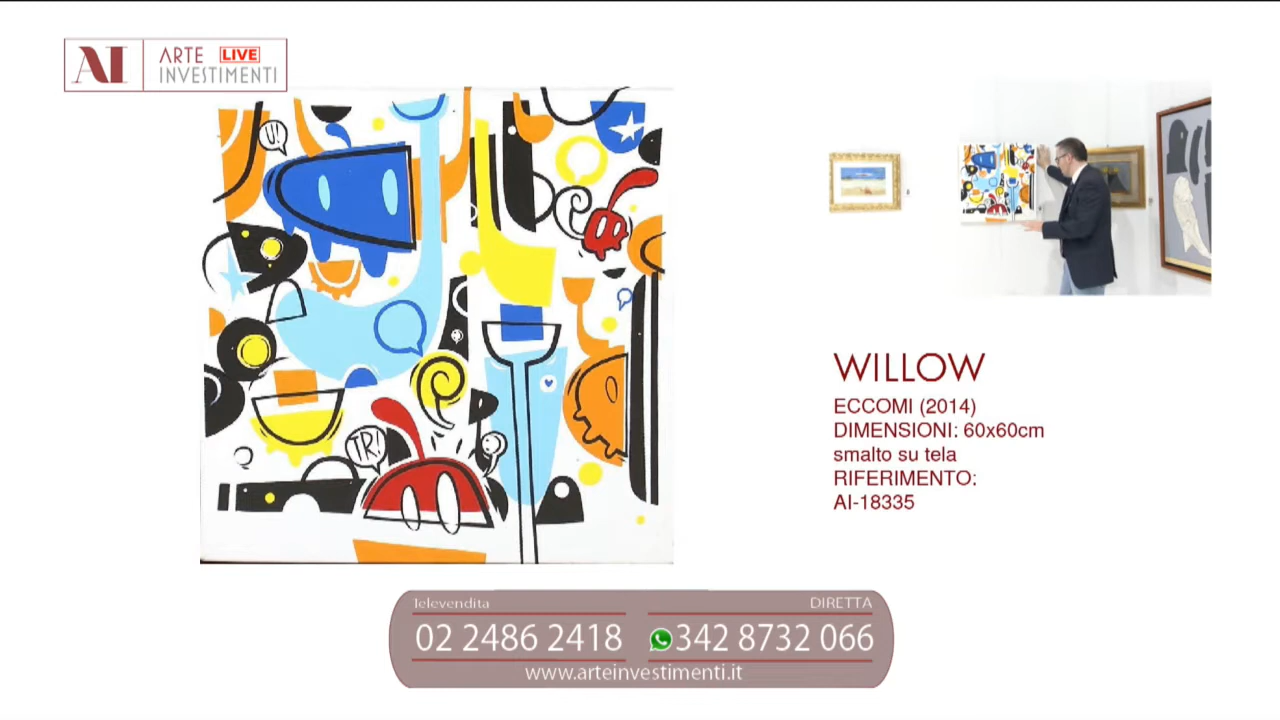 AI ARTE LIVE
INVESTIMENTI
U!
TR!
WILLOW
ECCOMI (2014)
DIMENSIONI: 60x60cm
smalto su tela
RIFERIMENTO:
AI-18335
Televendita DIRETTA
02 2486 2418 342 8732 066
www.arteinvestimenti.it